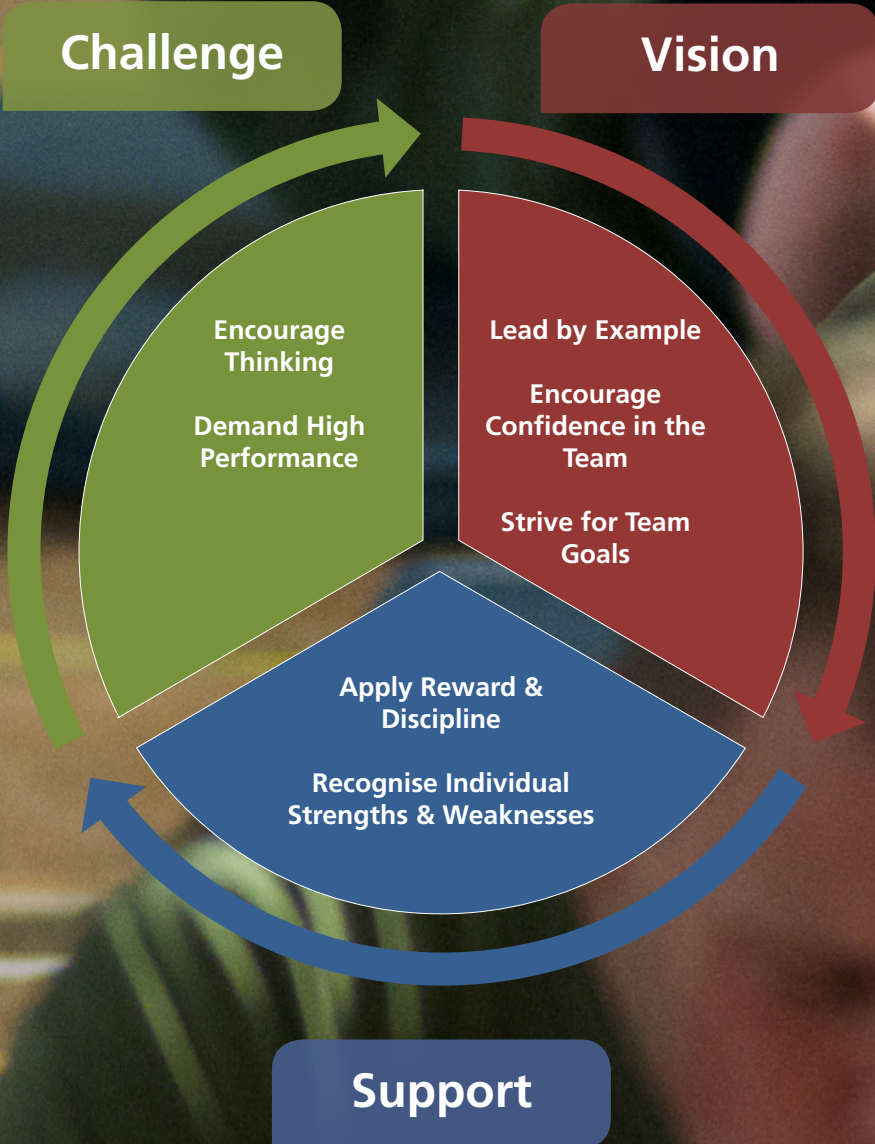 Challenge
Vision
Encourage
Thinking
Demand High
Performance
Lead by Example
Encourage
Confidence in the
Team
Strive for Team
Goals
Apply Reward &
Discipline
Recognise Individual
Strengths & Weaknesses
Support